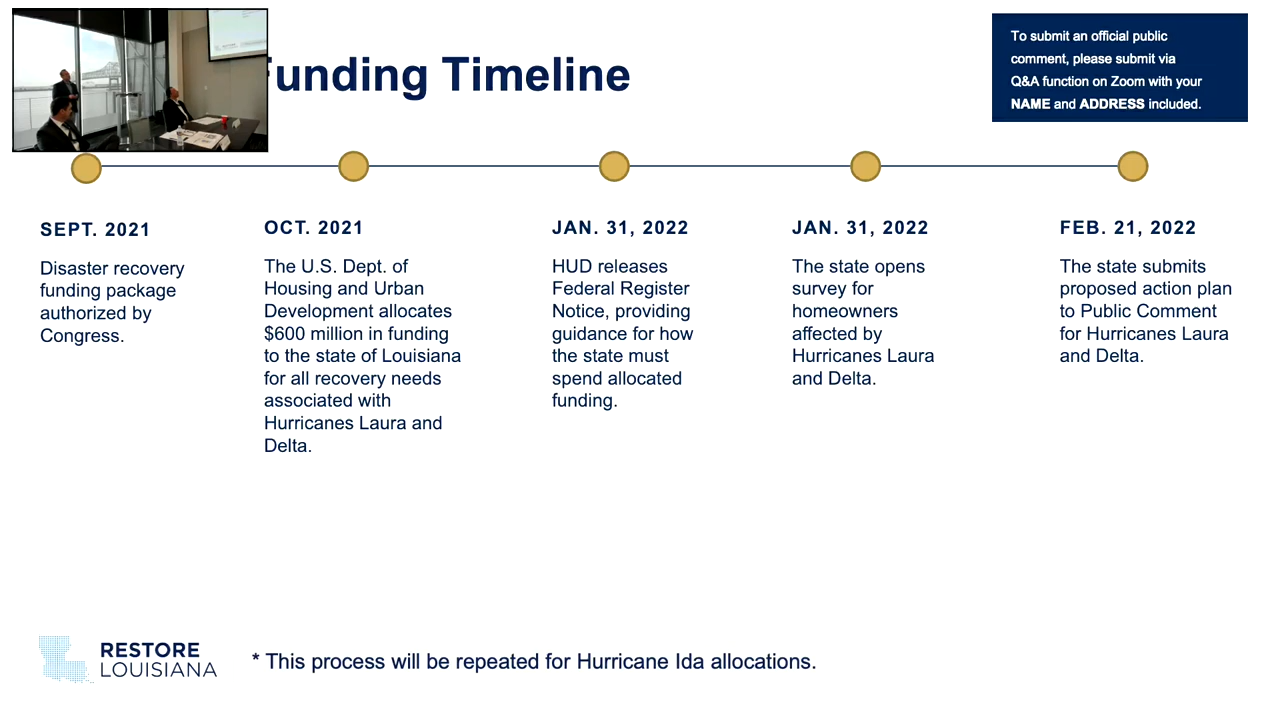 Funding Timeline
To submit an official public
comment, please submit via
Q&A function on Zoom with your
NAME and ADDRESS included.
SEPT. 2021
Disaster recovery
funding package
authorized by
Congress.
OCT. 2021
The U.S. Dept. of
Housing and Urban
Development allocates
$600 million in funding
to the state of Louisiana
for all recovery needs
associated with
Hurricanes Laura and
Delta.
JAN. 31, 2022
HUD releases
Federal Register
Notice, providing
guidance for how
the state must
spend allocated
funding.
JAN. 31, 2022
The state opens
survey for
homeowners
affected by
Hurricanes Laura
and Delta.
FEB. 21, 2022
The state submits
proposed action plan
to Public Comment
for Hurricanes Laura
and Delta.
RESTORE
LOUISIANA
* This process will be repeated for Hurricane Ida allocations.